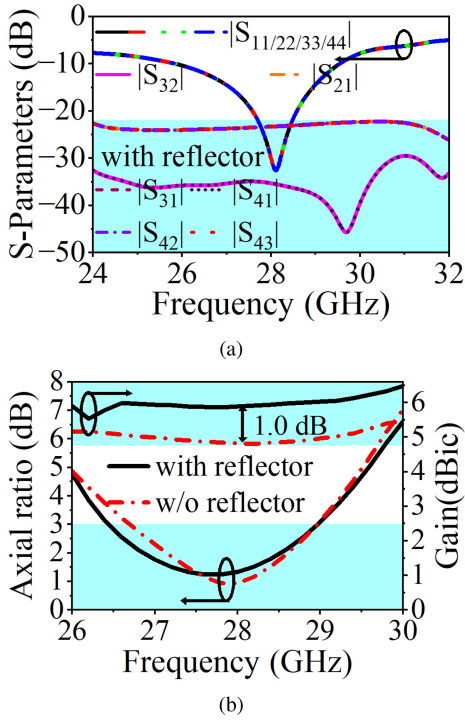 0
|S11/22/33/44|
−10
|S32| |S21|
−20
with reflector
−30
|S31| |S41|
−40
|S42| |S43|
−50
S-Parameters (dB)
24 26 28 30 32
Frequency (GHz)
(a)
8
7 6
6 1.0 dB 5
5 with reflector 4
4 w/o reflector 3
3
2 2
1 1
0 0
Axial ratio (dB)
Gain(dBic)
26 27 28 29 30
Frequency (GHz)
(b)